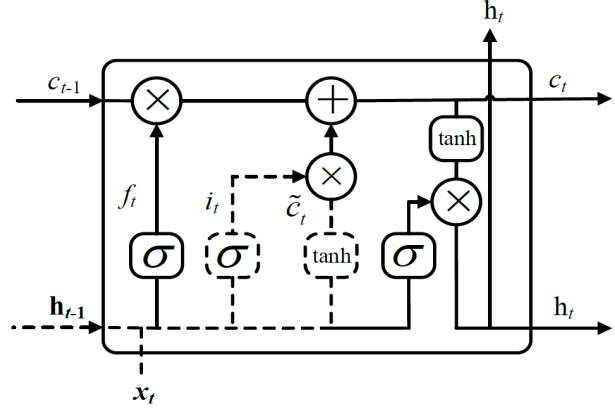 h_t
c_{t-1}
×
+
c_t
tanh
f_t
i_t
×
c̃_t
×
σ
σ
tanh
σ
h_{t-1}
h_t
x_t